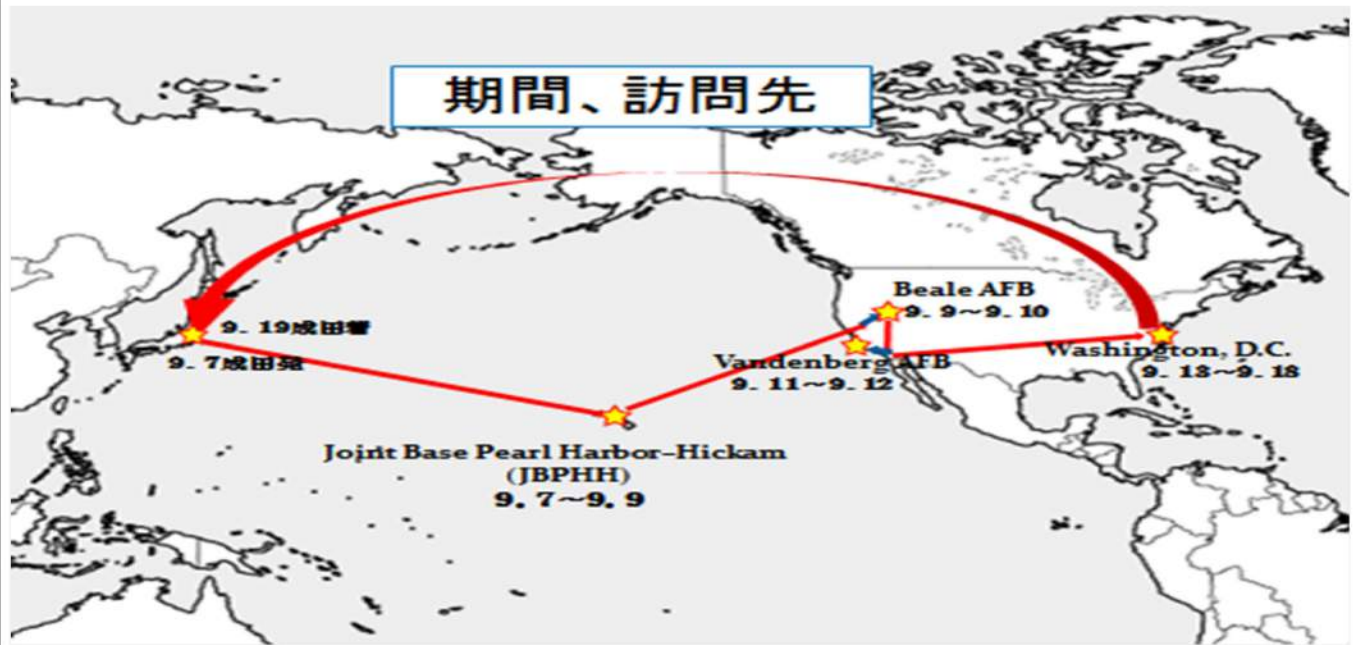 期間、訪問先
Beale AFB
9. 9～9. 10
9. 19成田着
9. 7成田発
Vandenberg AFB
9. 11～9. 12
Washington, D.C.
9. 13～9. 18
Joint Base Pearl Harbor-Hickam
(JBPHH)
9. 7～9. 9